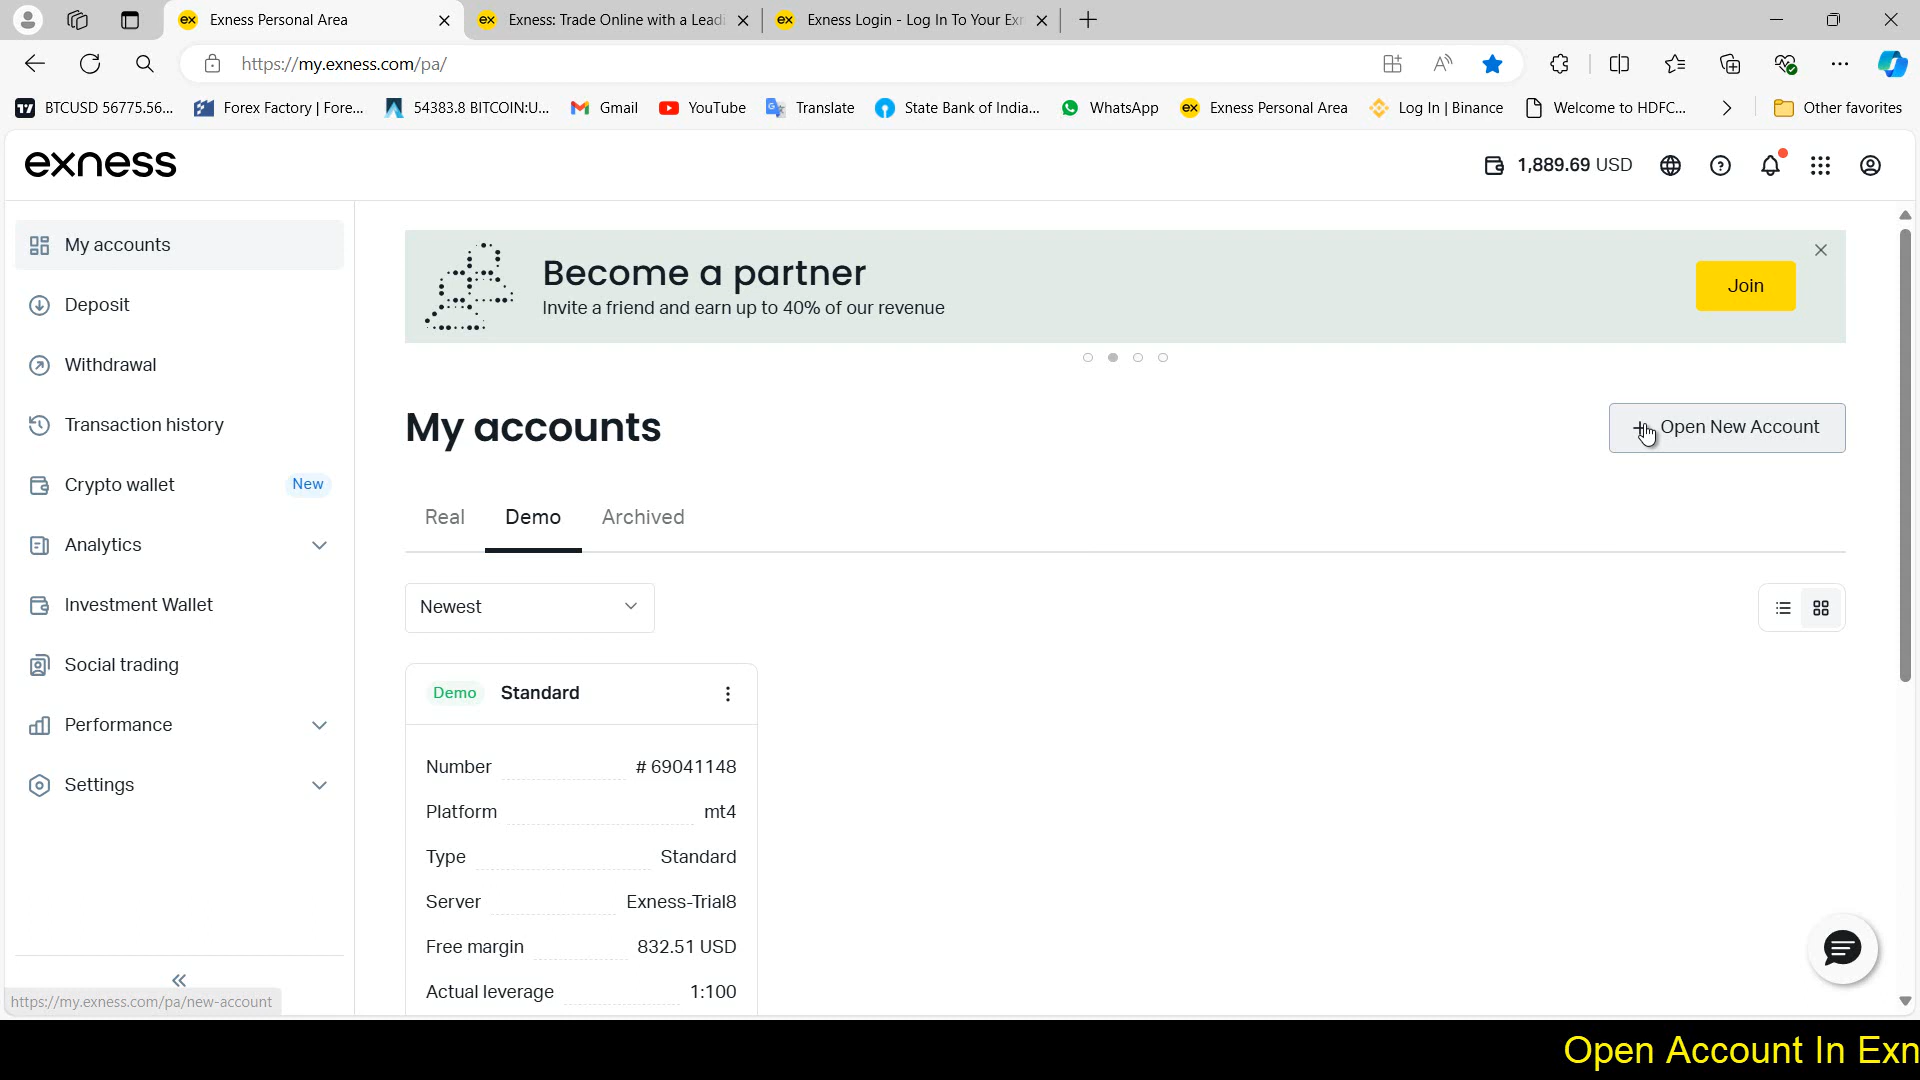 Exness Personal Area
Exness: Trade Online with a Leadi
Exness Login - Log In To Your Exn
https://my.exness.com/pa/
BTCUSD 56775.56...
Forex Factory | Fore...
54383.8 BITCOIN:U...
Gmail
YouTube
Translate
State Bank of India...
WhatsApp
Exness Personal Area
Log In | Binance
Welcome to HDFC...
Other favorites
exness
1,889.69 USD
My accounts
Deposit
Withdrawal
Transaction history
Crypto wallet New
Analytics
Investment Wallet
Social trading
Performance
Settings
https://my.exness.com/pa/new-account
Become a partner
Invite a friend and earn up to 40% of our revenue
Join
My accounts
Open New Account
Real Demo Archived
Newest
Demo Standard
Number # 69041148
Platform mt4
Type Standard
Server Exness-Trial8
Free margin 832.51 USD
Actual leverage 1:100
Open Account In Exn